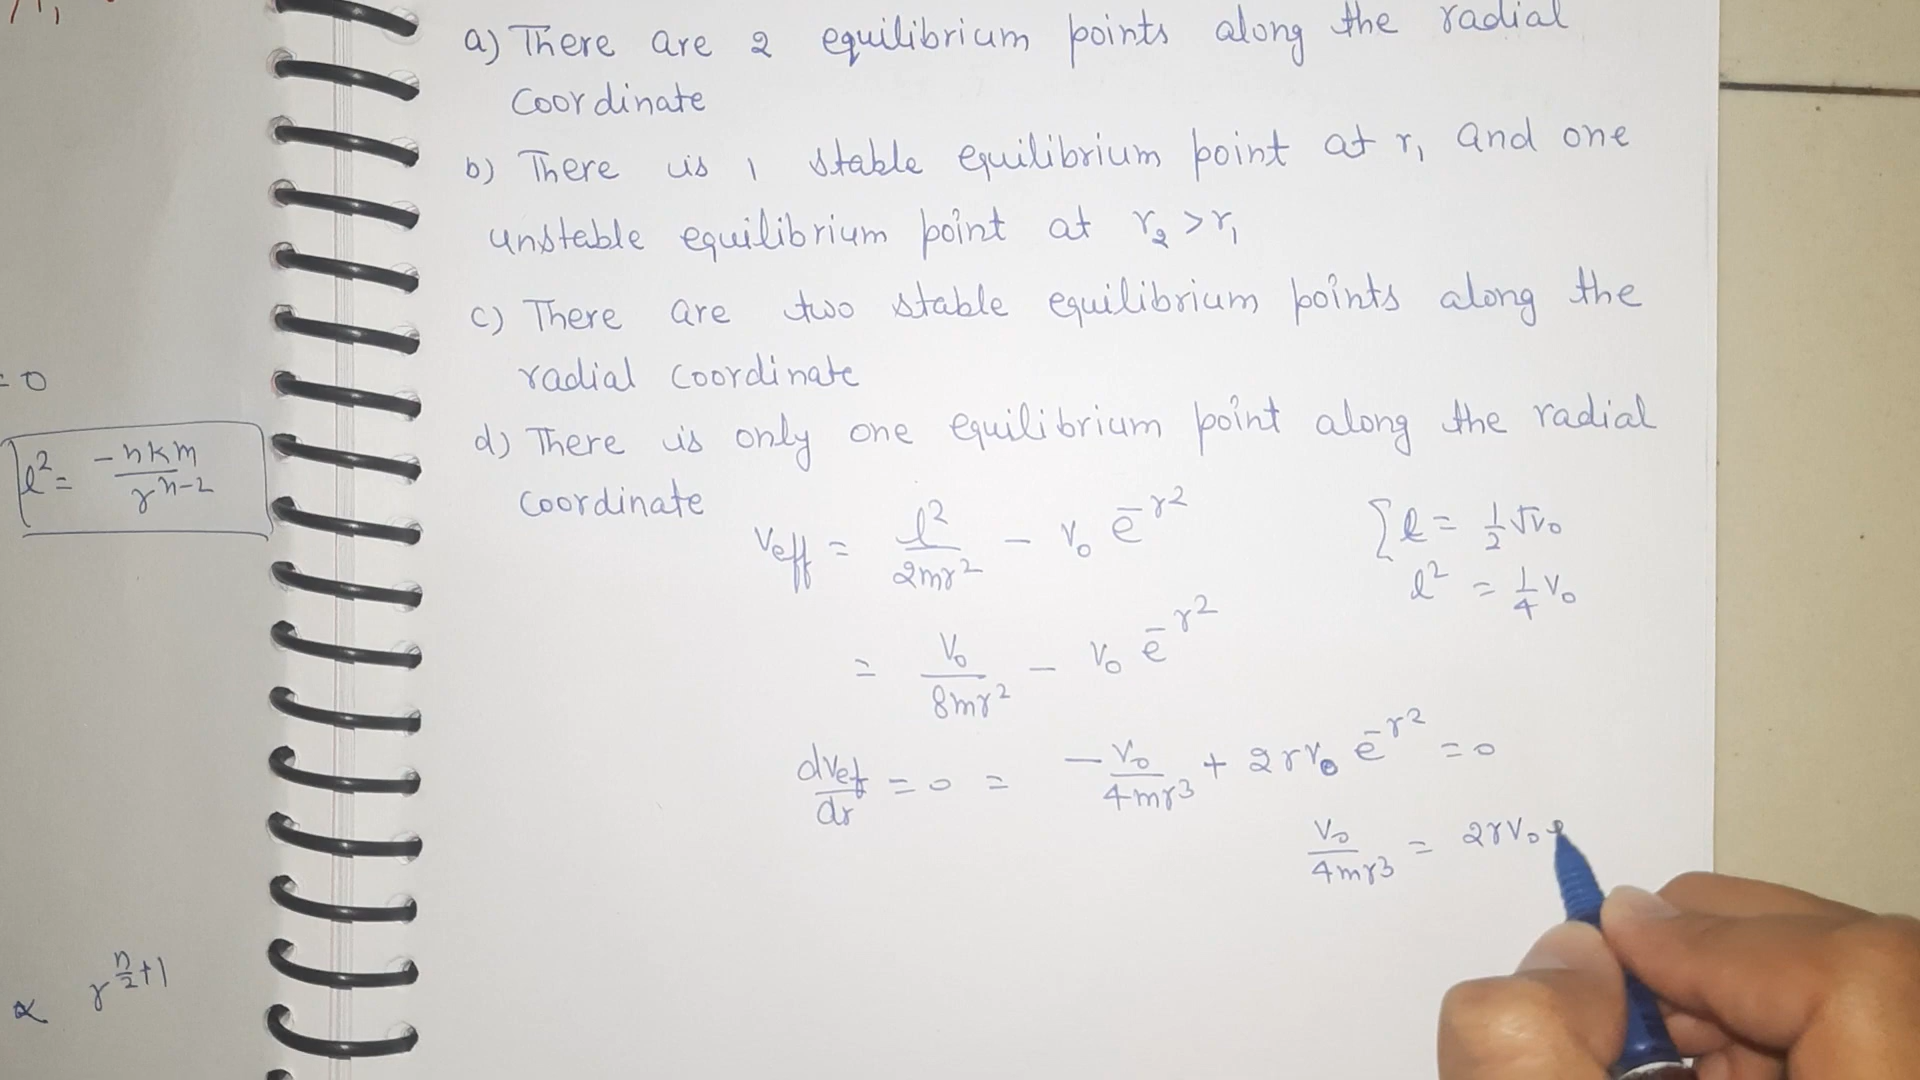 a) There are 2 equilibrium points along the radial
coordinate
b) There is 1 stable equilibrium point at r₁ and one
unstable equilibrium point at r₂ > r₁
c) There are two stable equilibrium points along the
radial coordinate
d) There is only one equilibrium point along the radial
coordinate
Veff = l²/2mr² - V₀ e^-r²
[l = 1/2 √V₀
l² = 1/4 V₀
= V₀/8mr² - V₀ e^-r²
dVef/dr = 0 = -V₀/4mr³ + 2rV₀ e^-r² = 0
V₀/4mr³ = 2rV₀
= 0
l² = -nkm/r^n-2
∝ r^n/2+1